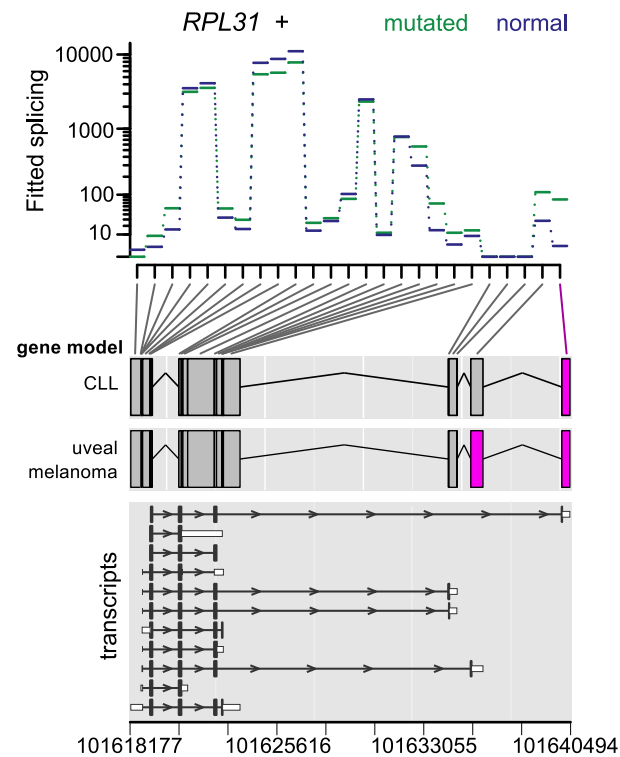 RPL31 +
mutated normal
Fitted splicing
10000
1000
100
10
gene model
CLL
uveal
melanoma
transcripts
101618177 101625616 101633055 101640494